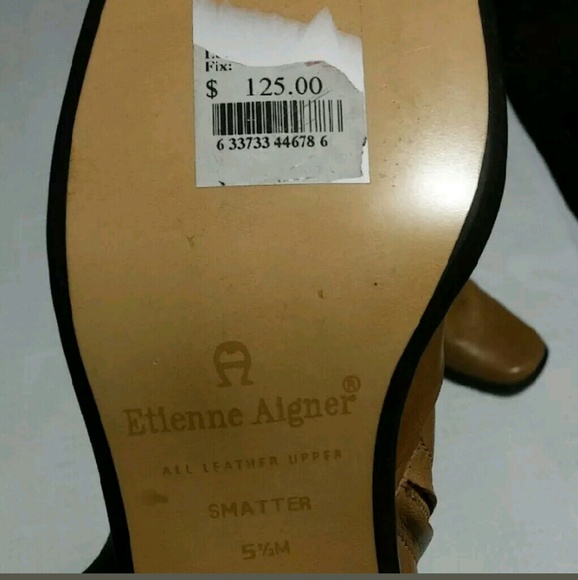 Fix:
$ 125.00
6 33733 44678 6
Etienne Aigner®
ALL LEATHER UPPER
SMATTER
5½M